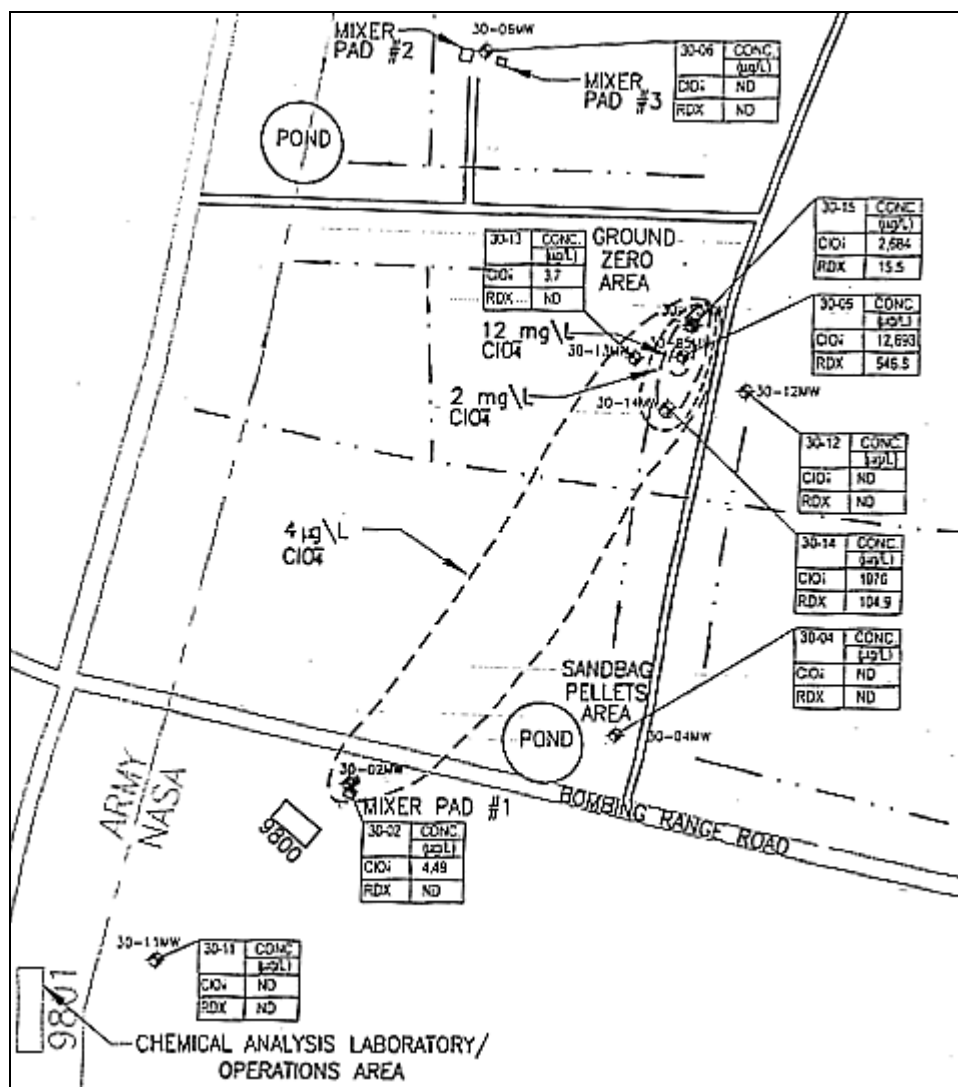 30-06MW
MIXER
PAD #2
MIXER
PAD #3
30-06 CONC.
(µg/L)
ClO₄ ND
RDX ND
POND
30-15 CONC.
(µg/L)
ClO₄ 2,684
RDX 15.5
30-13 CONC.
(µg/L)
ClO₄ 3.7
RDX ND
GROUND
ZERO
AREA
30-05 CONC.
(µg/L)
ClO₄ 12,693
RDX 546.5
12 mg\L
ClO₄
30-13MW
30-05MW
2 mg\L
ClO₄
30-14MW
30-12MW
30-12 CONC.
(µg/L)
ClO₄ ND
RDX ND
4 µg\L
ClO₄
30-14 CONC.
(µg/L)
ClO₄ 1076
RDX 104.9
30-04 CONC.
(µg/L)
ClO₄ ND
RDX ND
SANDBAG
PELLETS
AREA
POND
30-04MW
30-02MW
MIXER PAD #1
BOMBING RANGE ROAD
ARMY
NASA
9800
30-02 CONC.
(µg/L)
ClO₄ 4.49
RDX ND
30-11MW
30-11 CONC.
(µg/L)
ClO₄ ND
RDX ND
9801
CHEMICAL ANALYSIS LABORATORY/
OPERATIONS AREA